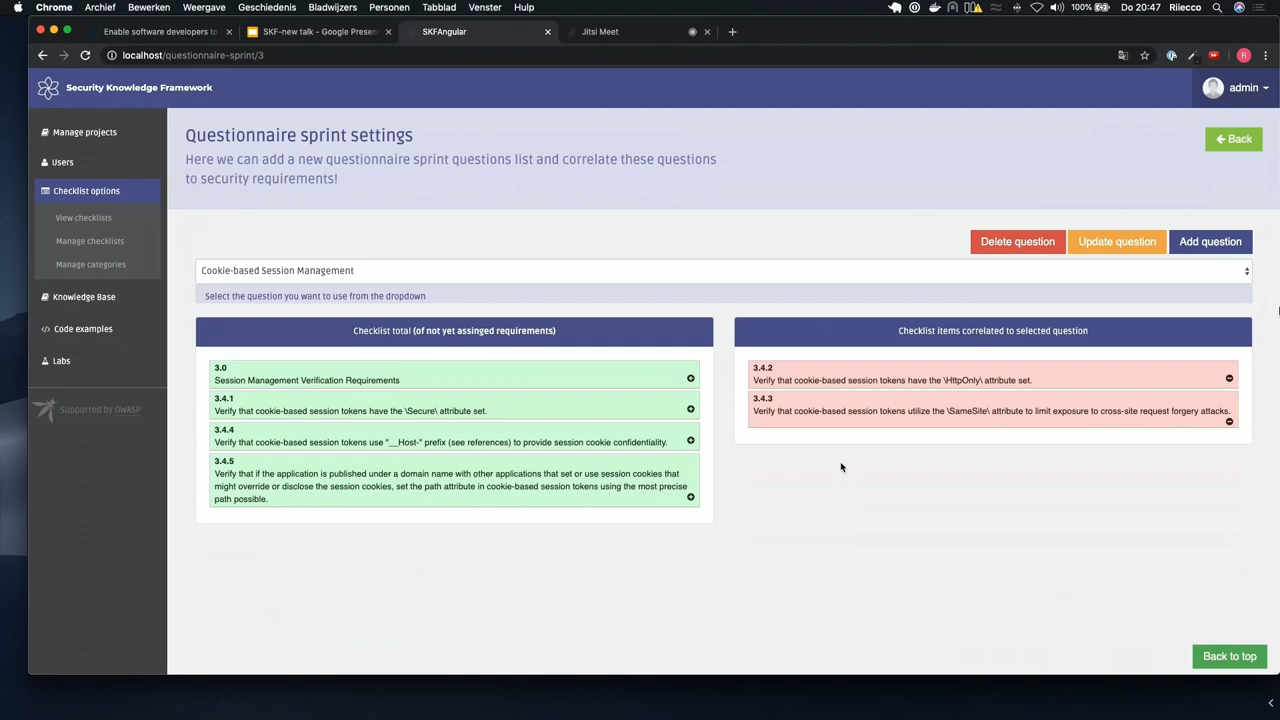 Chrome Archief Bewerken Weergave Geschiedenis Bladwijzers Personen Tabblad Venster Help 100% Do 20:47 Rilecco
Enable software developers to SKF-new talk - Google Presen SKFAngular Jitsi Meet
localhost/questionnaire-sprint/3 R
Security Knowledge Framework admin
Manage projects
Users
Checklist options
View checklists
Manage checklists
Manage categories
Knowledge Base
Code examples
Labs
Supported by OWASP
Questionnaire sprint settings
Here we can add a new questionnaire sprint questions list and correlate these questions
to security requirements!
Back
Delete question Update question Add question
Cookie-based Session Management
Select the question you want to use from the dropdown
Checklist total (of not yet assinged requirements)
3.0
Session Management Verification Requirements
3.4.1
Verify that cookie-based session tokens have the \Secure\ attribute set.
3.4.4
Verify that cookie-based session tokens use "__Host-" prefix (see references) to provide session cookie confidentiality.
3.4.5
Verify that if the application is published under a domain name with other applications that set or use session cookies that
might override or disclose the session cookies, set the path attribute in cookie-based session tokens using the most precise
path possible.
Checklist items correlated to selected question
3.4.2
Verify that cookie-based session tokens have the \HttpOnly\ attribute set.
3.4.3
Verify that cookie-based session tokens utilize the \SameSite\ attribute to limit exposure to cross-site request forgery attacks.
Back to top